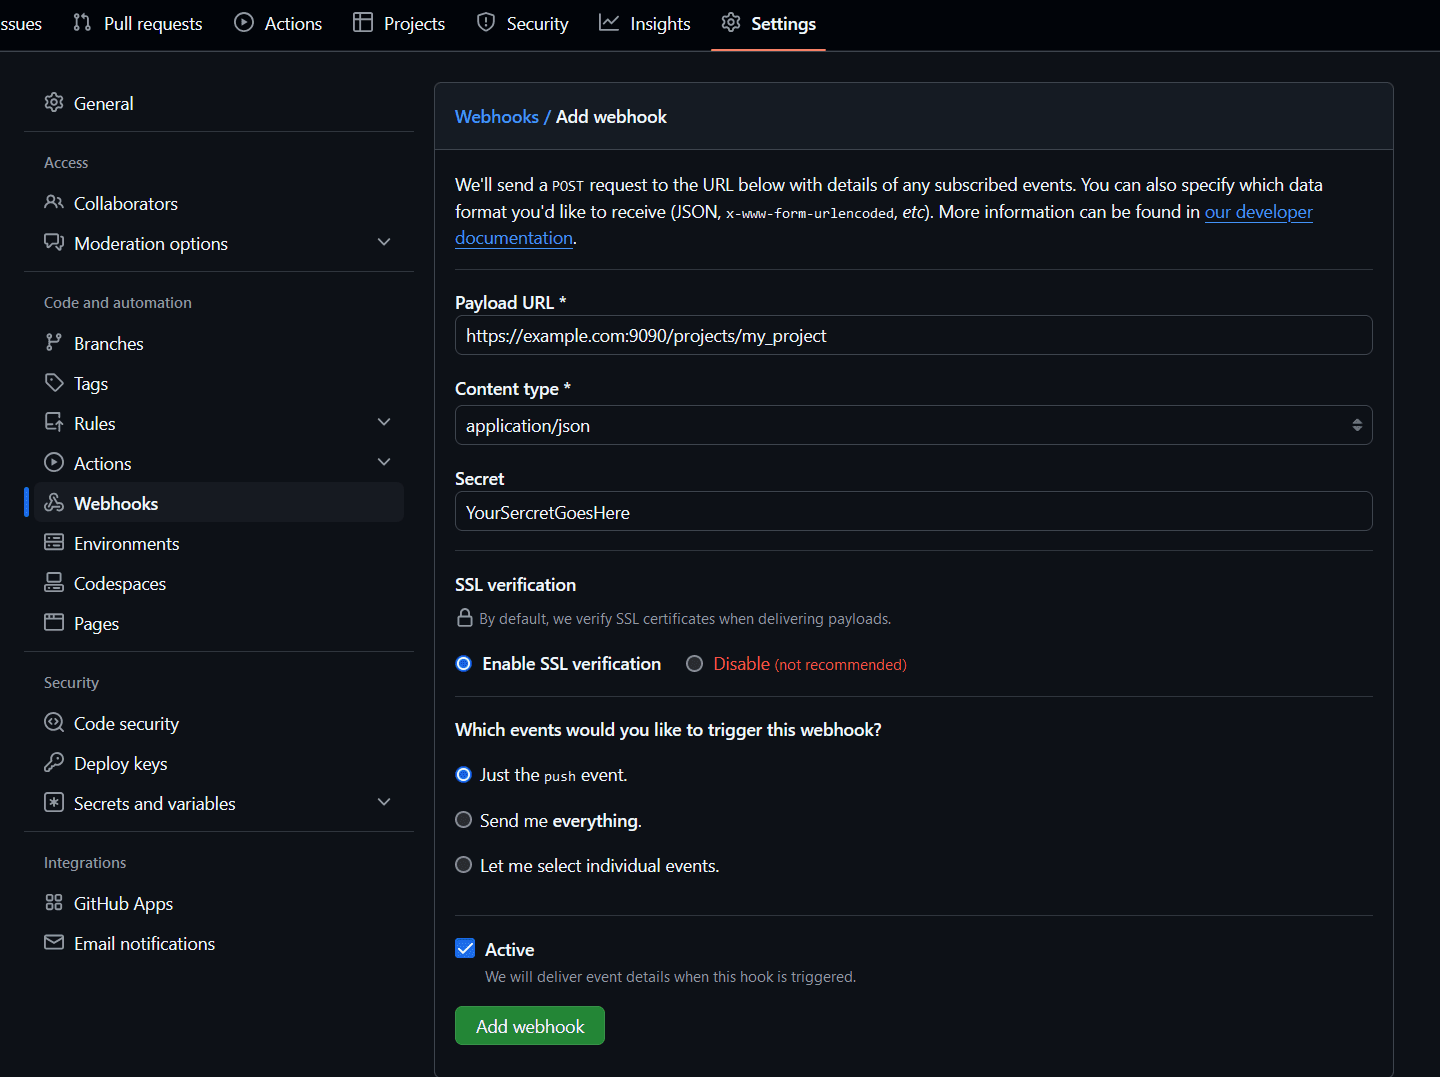 ssues Pull requests Actions Projects Security Insights Settings
General
Access
Collaborators
Moderation options
Code and automation
Branches
Tags
Rules
Actions
Webhooks
Environments
Codespaces
Pages
Security
Code security
Deploy keys
Secrets and variables
Integrations
GitHub Apps
Email notifications
Webhooks / Add webhook
We'll send a POST request to the URL below with details of any subscribed events. You can also specify which data
format you'd like to receive (JSON, x-www-form-urlencoded, etc). More information can be found in our developer
documentation.
Payload URL *
https://example.com:9090/projects/my_project
Content type *
application/json
Secret
YourSercretGoesHere
SSL verification
By default, we verify SSL certificates when delivering payloads.
Enable SSL verification Disable (not recommended)
Which events would you like to trigger this webhook?
Just the push event.
Send me everything.
Let me select individual events.
Active
We will deliver event details when this hook is triggered.
Add webhook